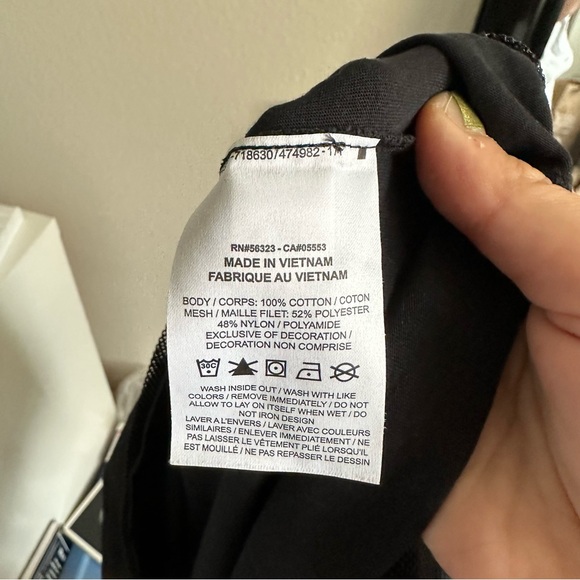 718630/474982-1
RN#56323 - CA#05553
MADE IN VIETNAM
FABRIQUE AU VIETNAM
BODY / CORPS: 100% COTTON / COTON
MESH / MAILLE FILET: 52% POLYESTER
48% NYLON / POLYAMIDE
EXCLUSIVE OF DECORATION /
DECORATION NON COMPRISE
30C
WASH INSIDE OUT / WASH WITH LIKE
COLORS / REMOVE IMMEDIATELY / DO NOT
ALLOW TO LAY ON ITSELF WHEN WET / DO
NOT IRON DESIGN
LAVER A L'ENVERS / LAVER AVEC COULEURS
SIMILAIRES / ENLEVER IMMEDIATEMENT / NE
PAS LAISSER LE VÊTEMENT PLIÉ LORSQU'IL
EST MOUILLÉ / NE PAS REPASSER LE DESSIN